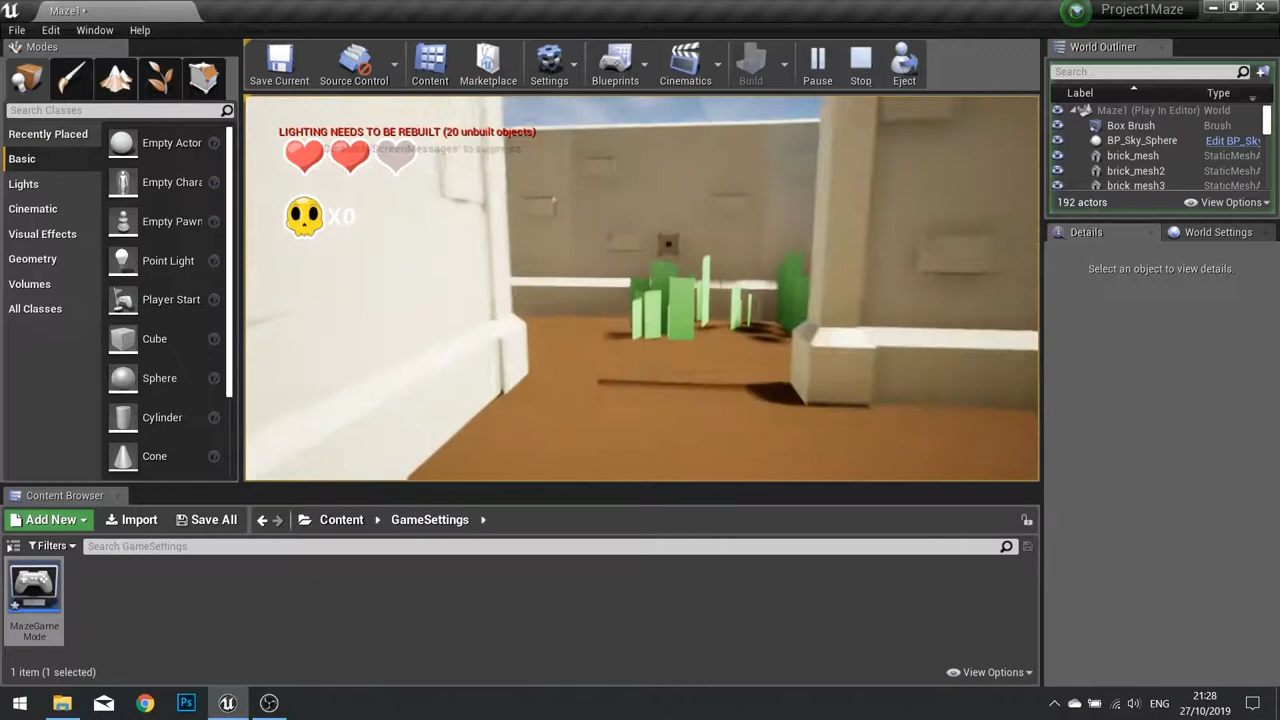 Maze1•
Project1Maze
File Edit Window Help
Modes
Search Classes
Recently Placed
Basic
Lights
Cinematic
Visual Effects
Geometry
Volumes
All Classes
Empty Actor
Empty Chara
Empty Pawn
Point Light
Player Start
Cube
Sphere
Cylinder
Cone
Save Current
Source Control
Content
Marketplace
Settings
Blueprints
Cinematics
Build
Pause
Stop
Eject
LIGHTING NEEDS TO BE REBUILT (20 unbuilt objects)
'DisableAllScreenMessages' to suppress
X0
World Outliner
Search...
Label Type
Maze1 (Play In Editor) World
Box Brush Brush
BP_Sky_Sphere Edit BP_Sky
brick_mesh StaticMeshA
brick_mesh2 StaticMeshA
brick_mesh3 StaticMeshA
192 actors View Options
Details World Settings
Select an object to view details.
Content Browser
Add New Import Save All Content GameSettings
Filters Search GameSettings
MazeGame
Mode
1 item (1 selected) View Options
Ps
ENG
21:28
27/10/2019